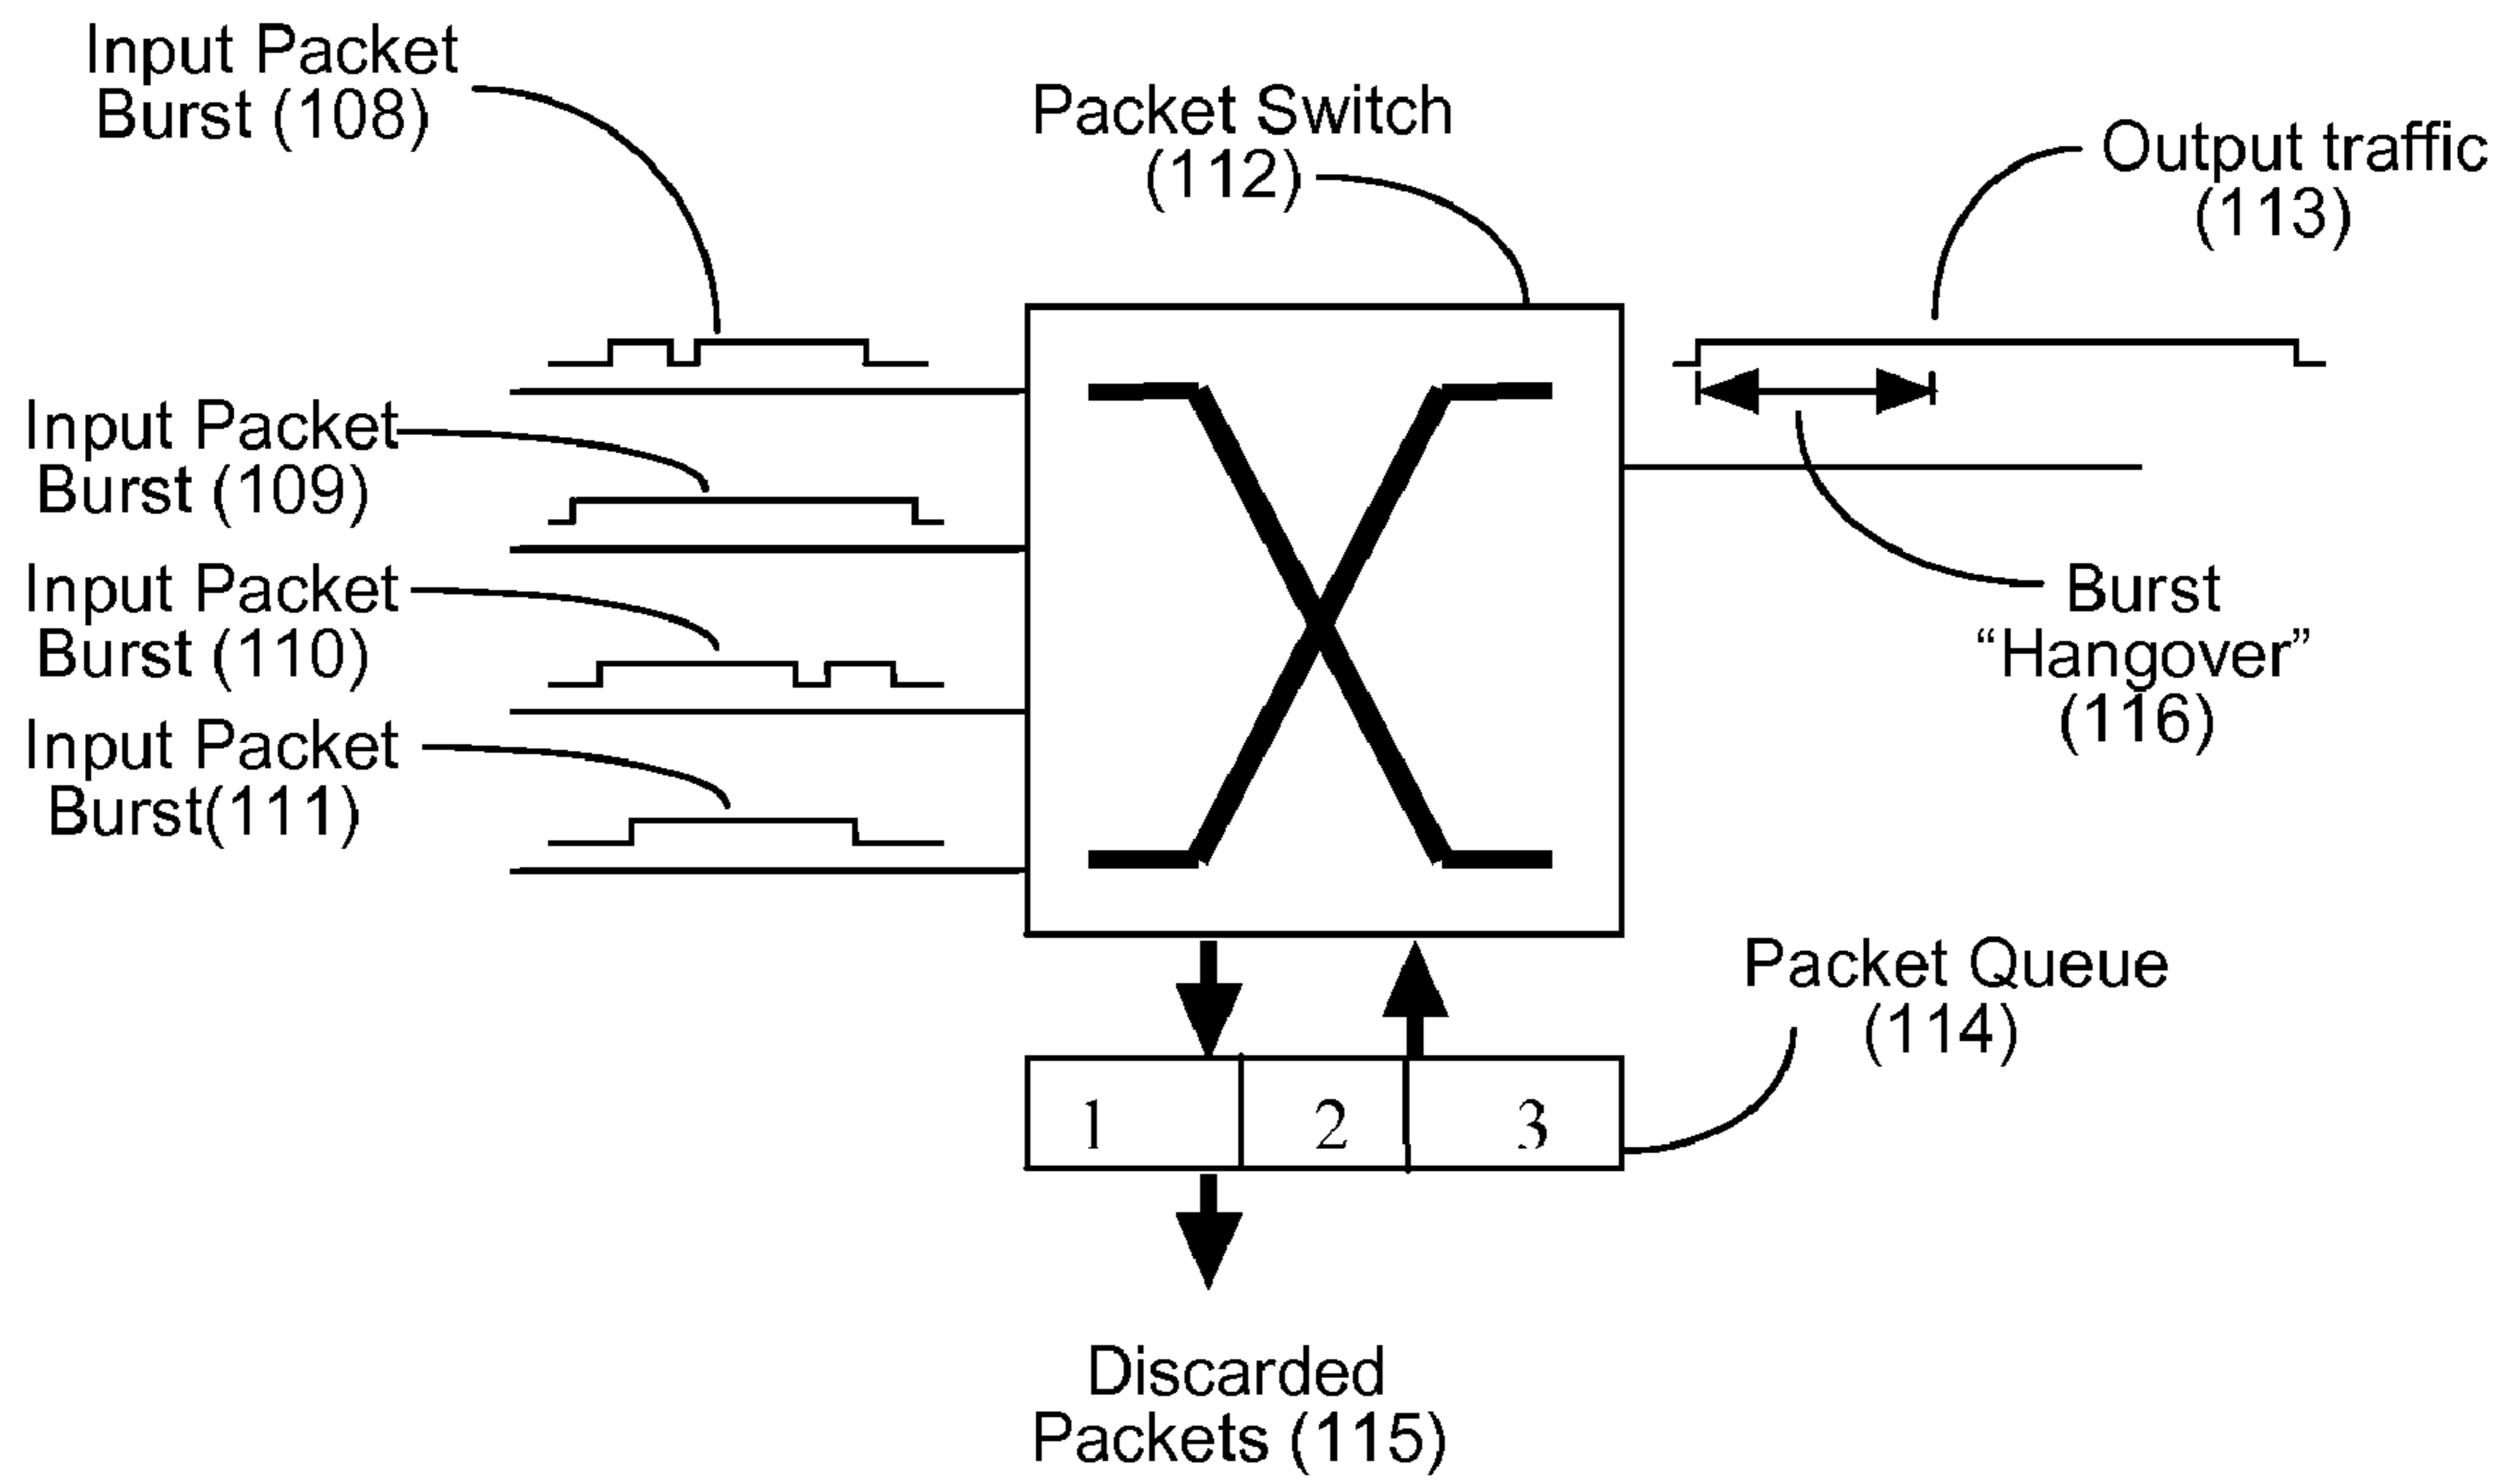 Input Packet
Burst (108)
Packet Switch
(112)
Output traffic
(113)
Input Packet
Burst (109)
Input Packet
Burst (110)
Burst
“Hangover”
(116)
Input Packet
Burst(111)
Packet Queue
(114)
1 2 3
Discarded
Packets (115)